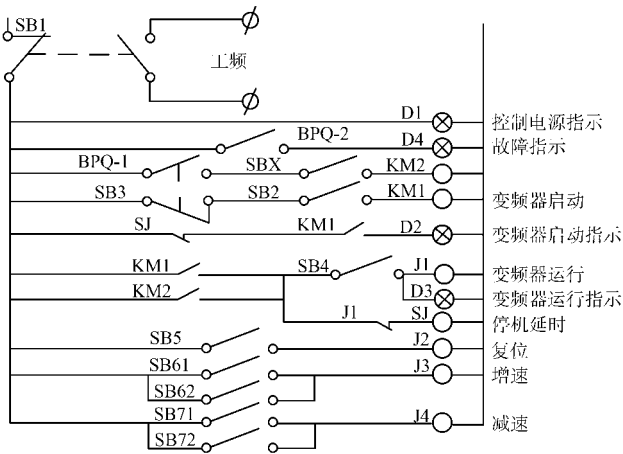 SB1
工频
D1 控制电源指示
BPQ-2 D4 故障指示
BPQ-1 SBX KM2
SB3 SB2 KM1 变频器启动
SJ KM1 D2 变频器启动指示
KM1 SB4 J1 变频器运行
KM2 D3 变频器运行指示
J1 SJ 停机延时
SB5 J2 复位
SB61 J3 增速
SB62
SB71 J4 减速
SB72